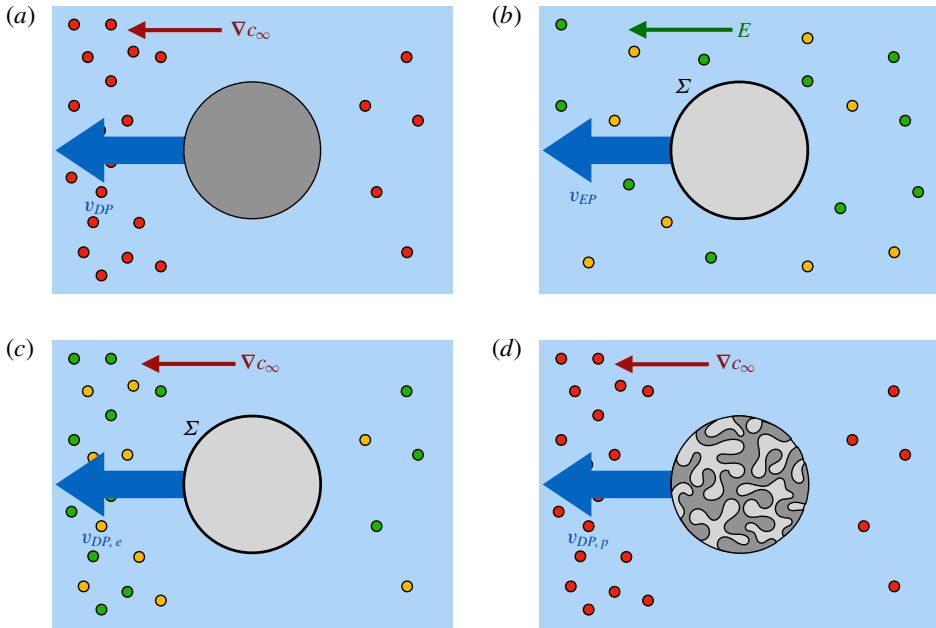 (a)
∇c∞
v_DP
(b)
E
Σ
v_EP
(c)
∇c∞
Σ
v_DP, e
(d)
∇c∞
v_DP, p